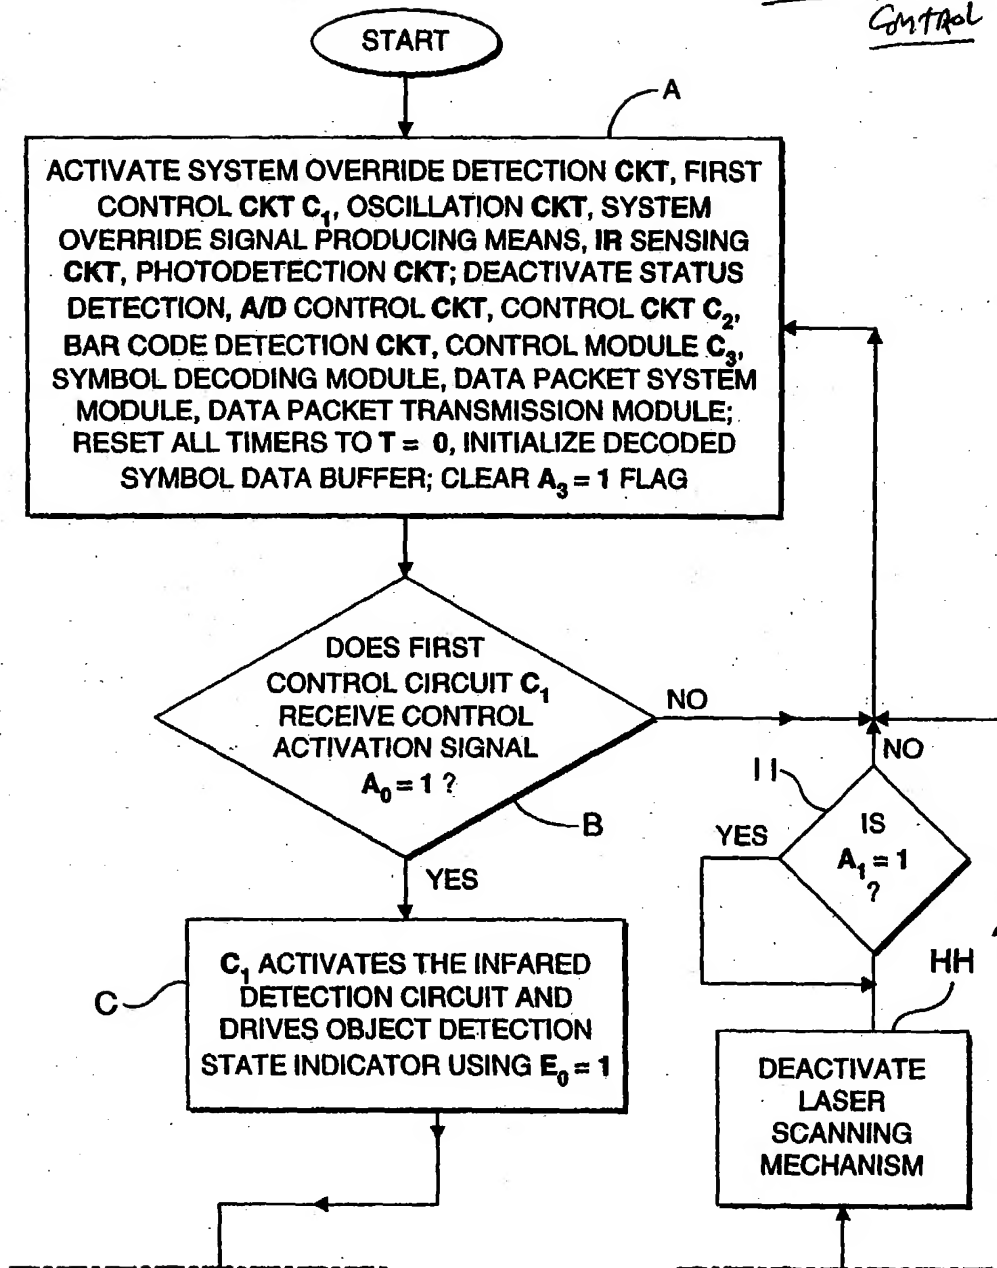 Control
START
A
ACTIVATE SYSTEM OVERRIDE DETECTION CKT, FIRST
CONTROL CKT C₁, OSCILLATION CKT, SYSTEM
OVERRIDE SIGNAL PRODUCING MEANS, IR SENSING
CKT, PHOTODETECTION CKT; DEACTIVATE STATUS
DETECTION, A/D CONTROL CKT, CONTROL CKT C₂,
BAR CODE DETECTION CKT, CONTROL MODULE C₃,
SYMBOL DECODING MODULE, DATA PACKET SYSTEM
MODULE, DATA PACKET TRANSMISSION MODULE;
RESET ALL TIMERS TO T = 0, INITIALIZE DECODED
SYMBOL DATA BUFFER; CLEAR A₃ = 1 FLAG
DOES FIRST
CONTROL CIRCUIT C₁
RECEIVE CONTROL
ACTIVATION SIGNAL
A₀ = 1 ?
NO
B
YES
C
C₁ ACTIVATES THE INFARED
DETECTION CIRCUIT AND
DRIVES OBJECT DETECTION
STATE INDICATOR USING E₀ = 1
NO
II
YES
IS
A₁ = 1
?
HH
DEACTIVATE
LASER
SCANNING
MECHANISM